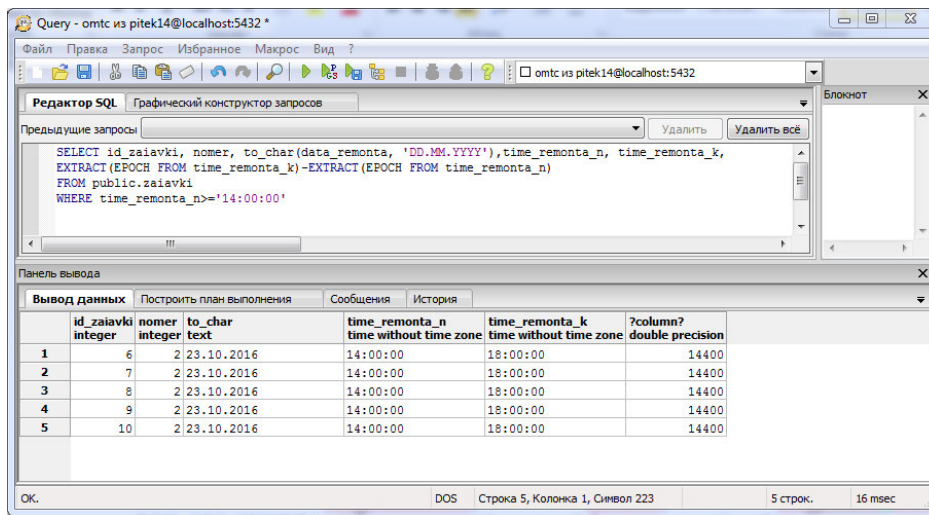 Query - omtc из pitek14@localhost:5432 *
Файл Правка Запрос Избранное Макрос Вид ?
omtc из pitek14@localhost:5432
Редактор SQL Графический конструктор запросов
Блокнот
Предыдущие запросы Удалить Удалить всё
SELECT id_zaiavki, nomer, to_char(data_remonta, 'DD.MM.YYYY'),time_remonta_n, time_remonta_k,
EXTRACT(EPOCH FROM time_remonta_k)-EXTRACT(EPOCH FROM time_remonta_n)
FROM public.zaiavki
WHERE time_remonta_n>='14:00:00'
Панель вывода
Вывод данных Построить план выполнения Сообщения История
id_zaiavki nomer to_char time_remonta_n time_remonta_k ?column?
integer integer text time without time zone time without time zone double precision
1 6 2 23.10.2016 14:00:00 18:00:00 14400
2 7 2 23.10.2016 14:00:00 18:00:00 14400
3 8 2 23.10.2016 14:00:00 18:00:00 14400
4 9 2 23.10.2016 14:00:00 18:00:00 14400
5 10 2 23.10.2016 14:00:00 18:00:00 14400
OK. DOS Строка 5, Колонка 1, Символ 223 5 строк. 16 msec